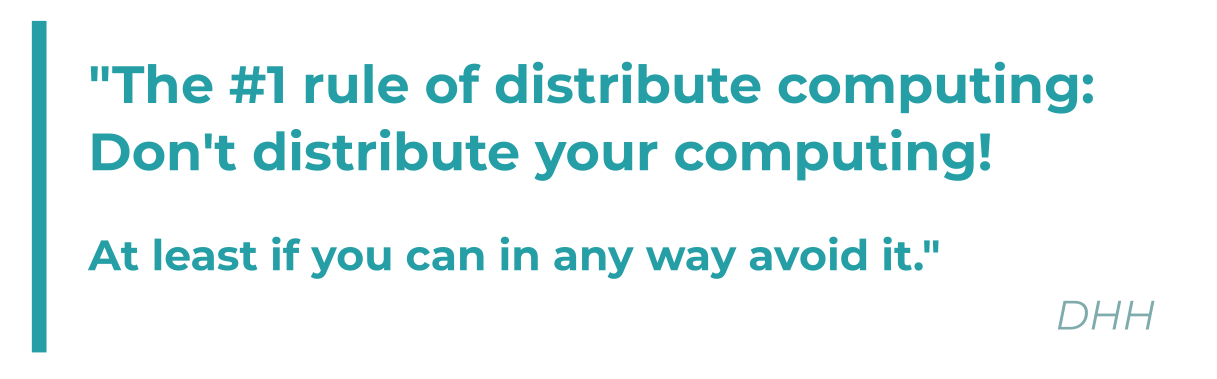 "The #1 rule of distribute computing:
Don't distribute your computing!
At least if you can in any way avoid it."
DHH